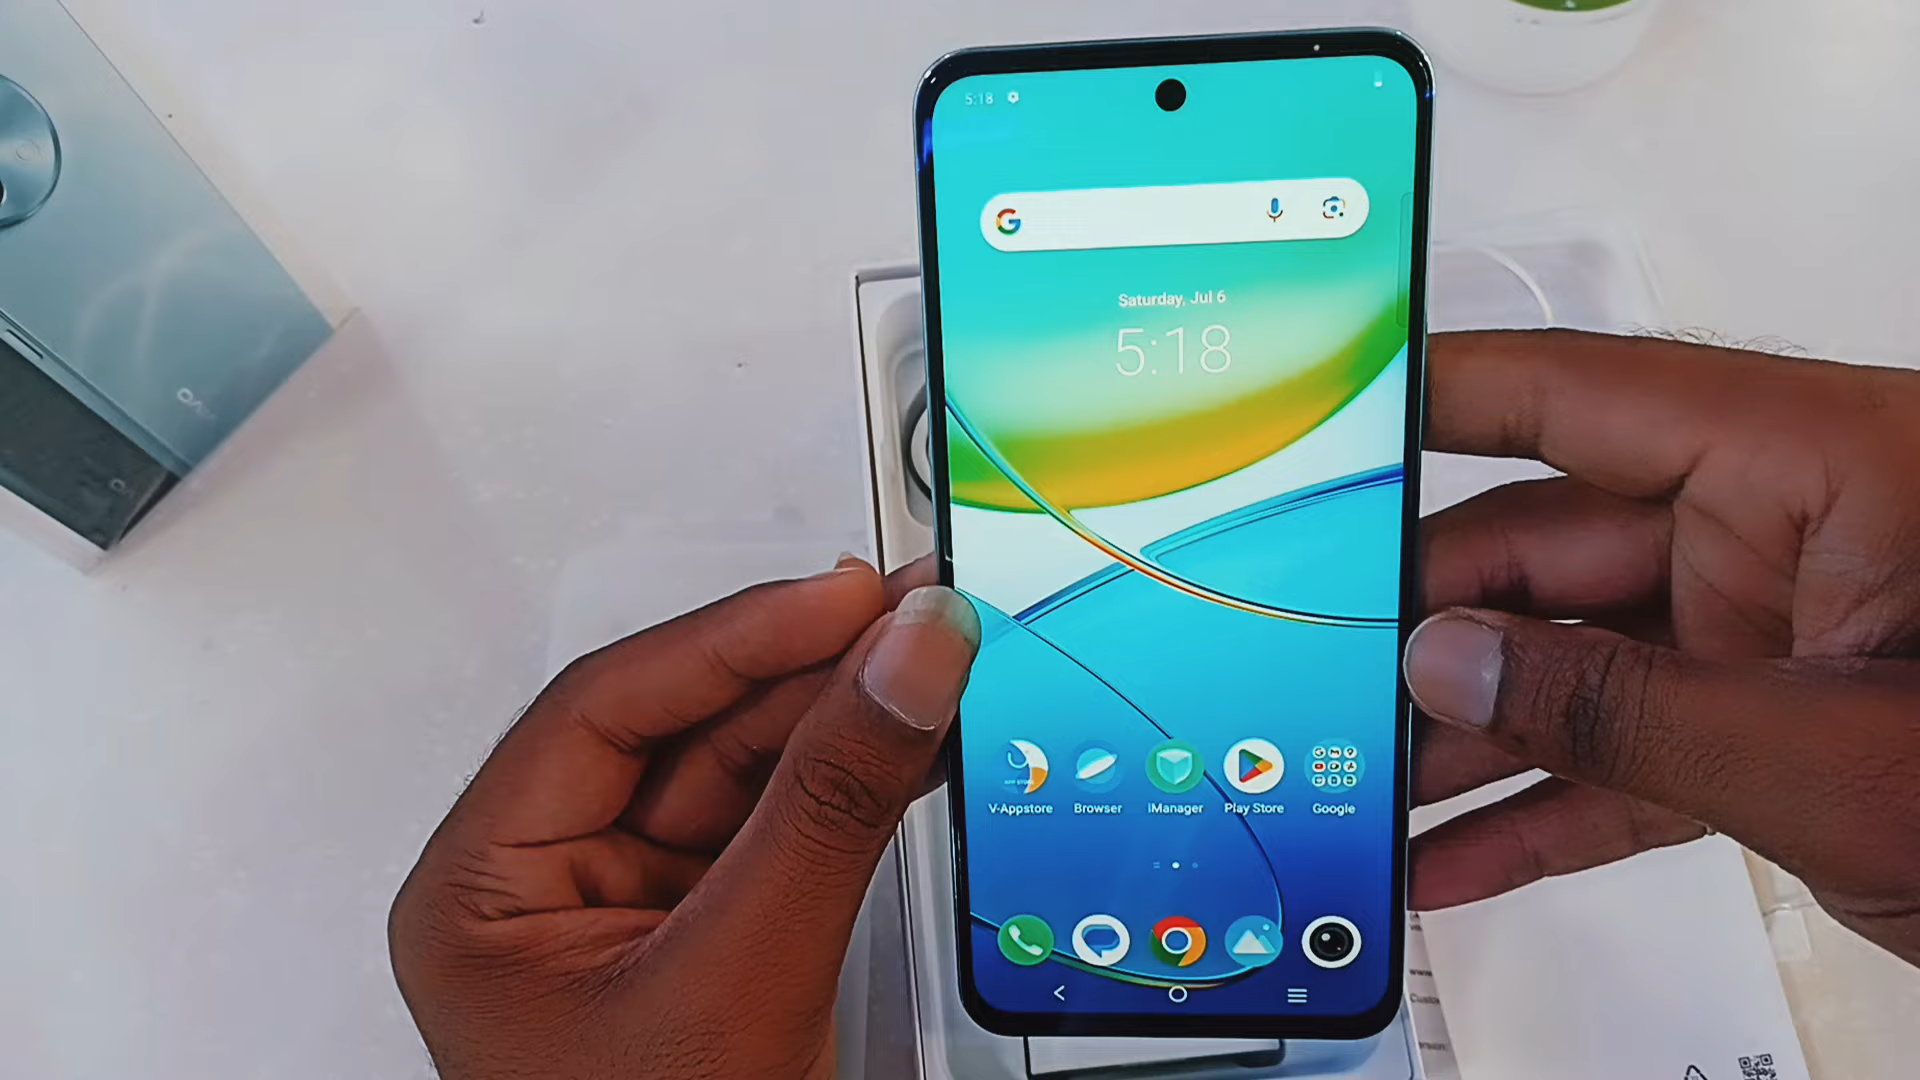 5:18
Saturday, Jul 6
5:18
V-Appstore
Browser
iManager
Play Store
Google